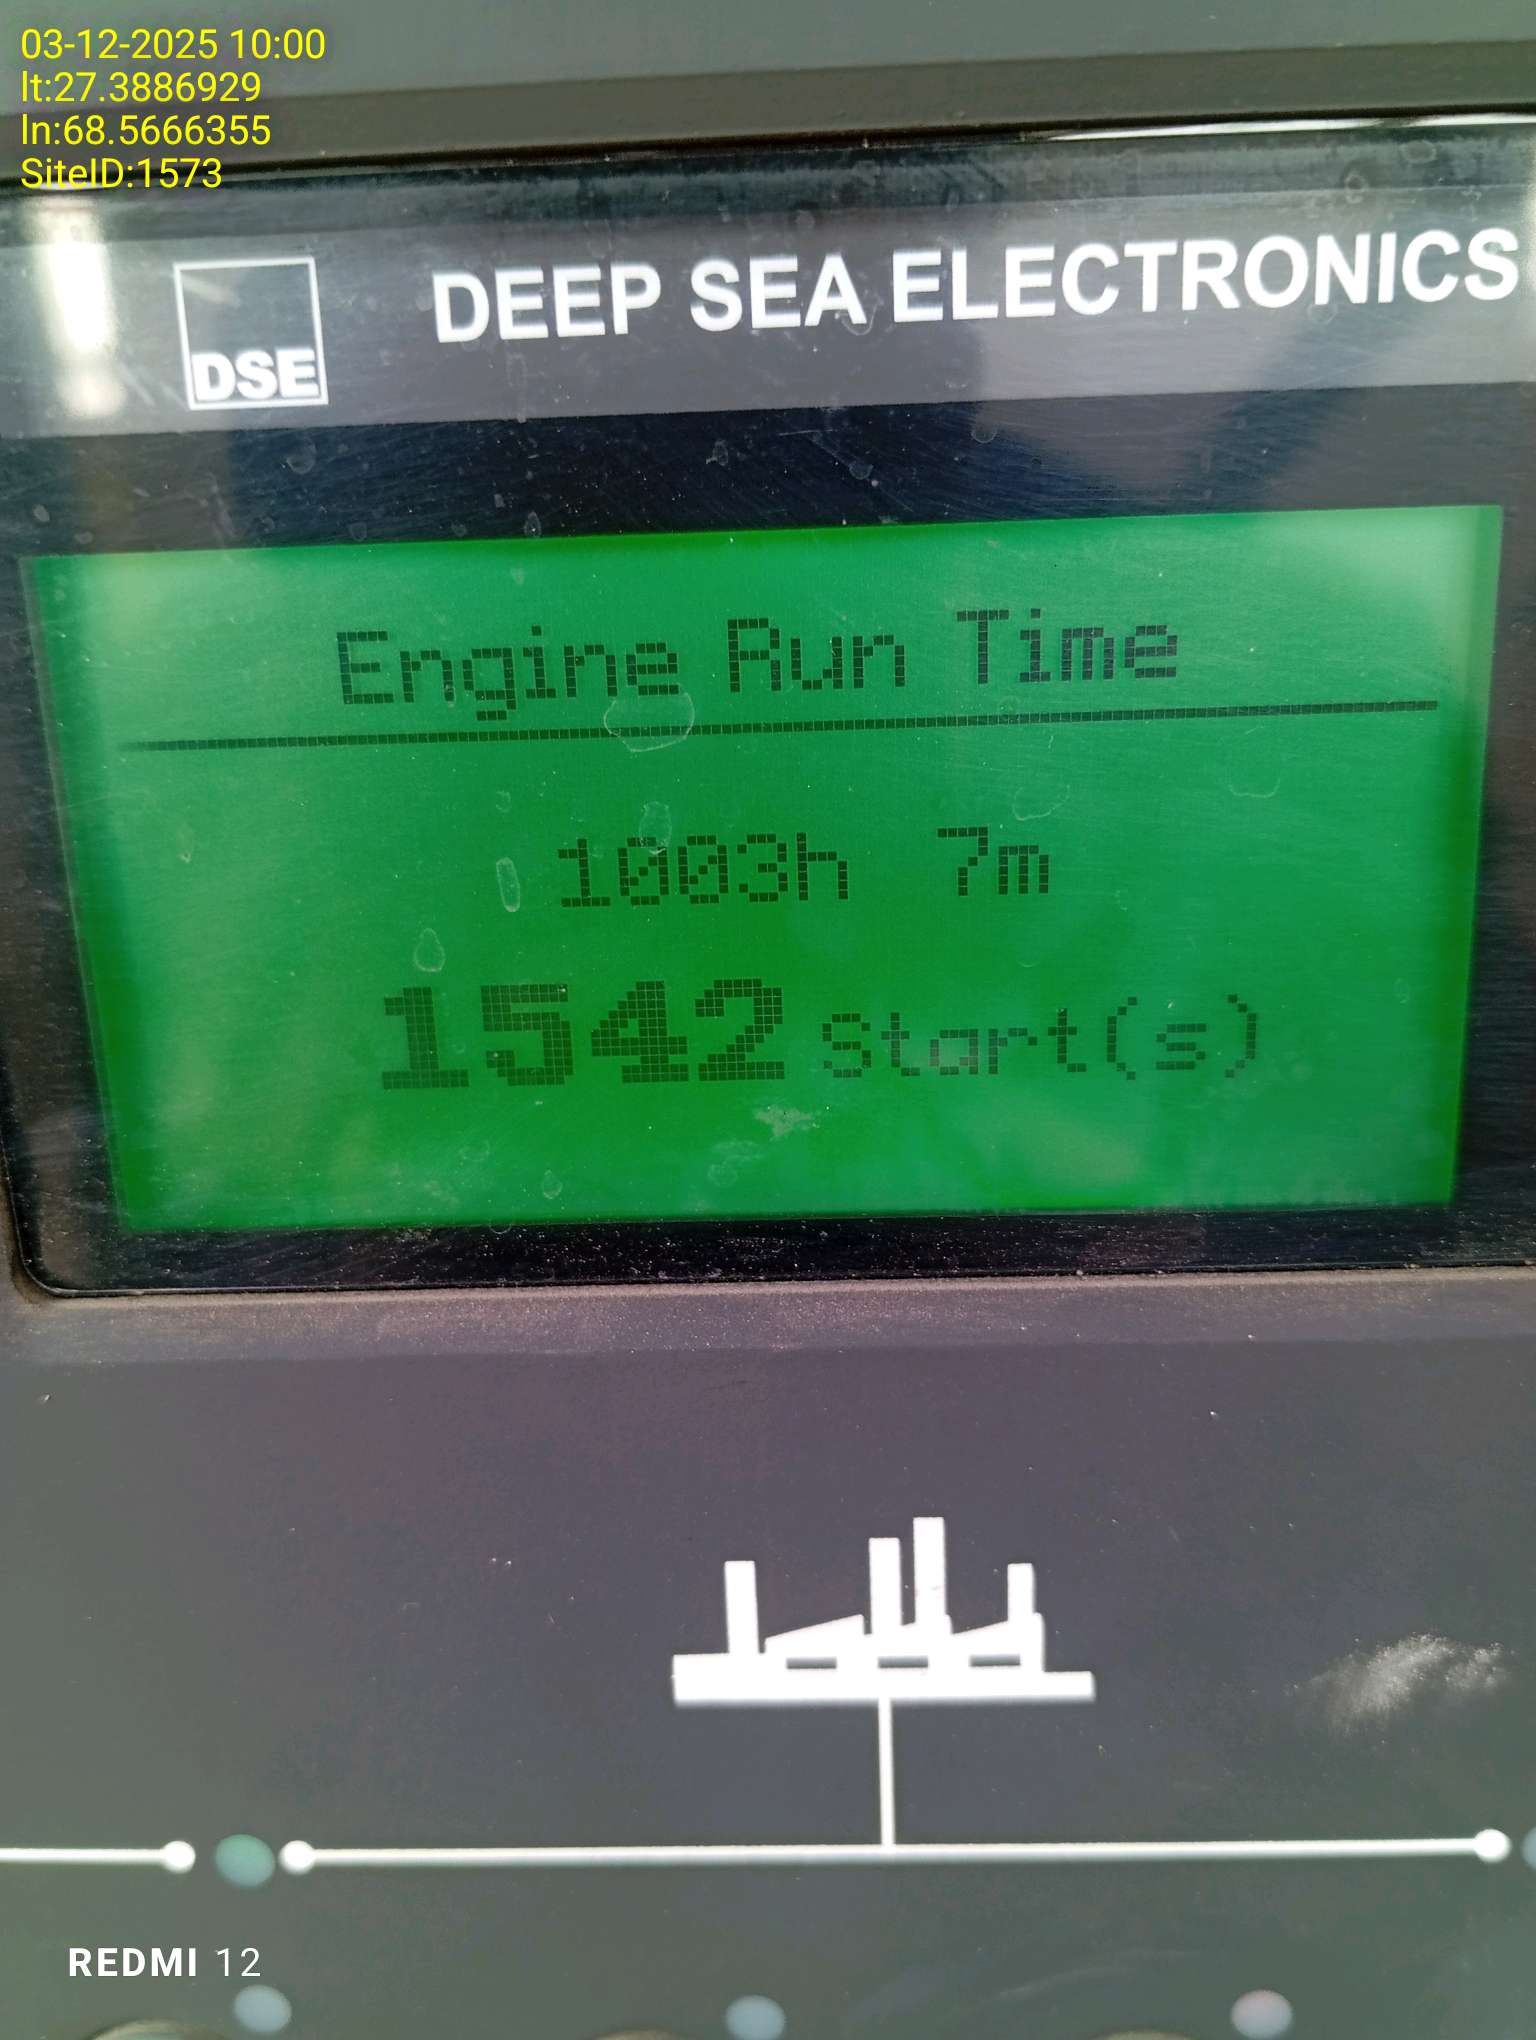 03-12-2025 10:00
lt:27.3886929
ln:68.5666355
SiteID:1573
DSE
DEEP SEA ELECTRONICS
Engine Run Time
1003h 7m
1542 Start(s)
REDMI 12